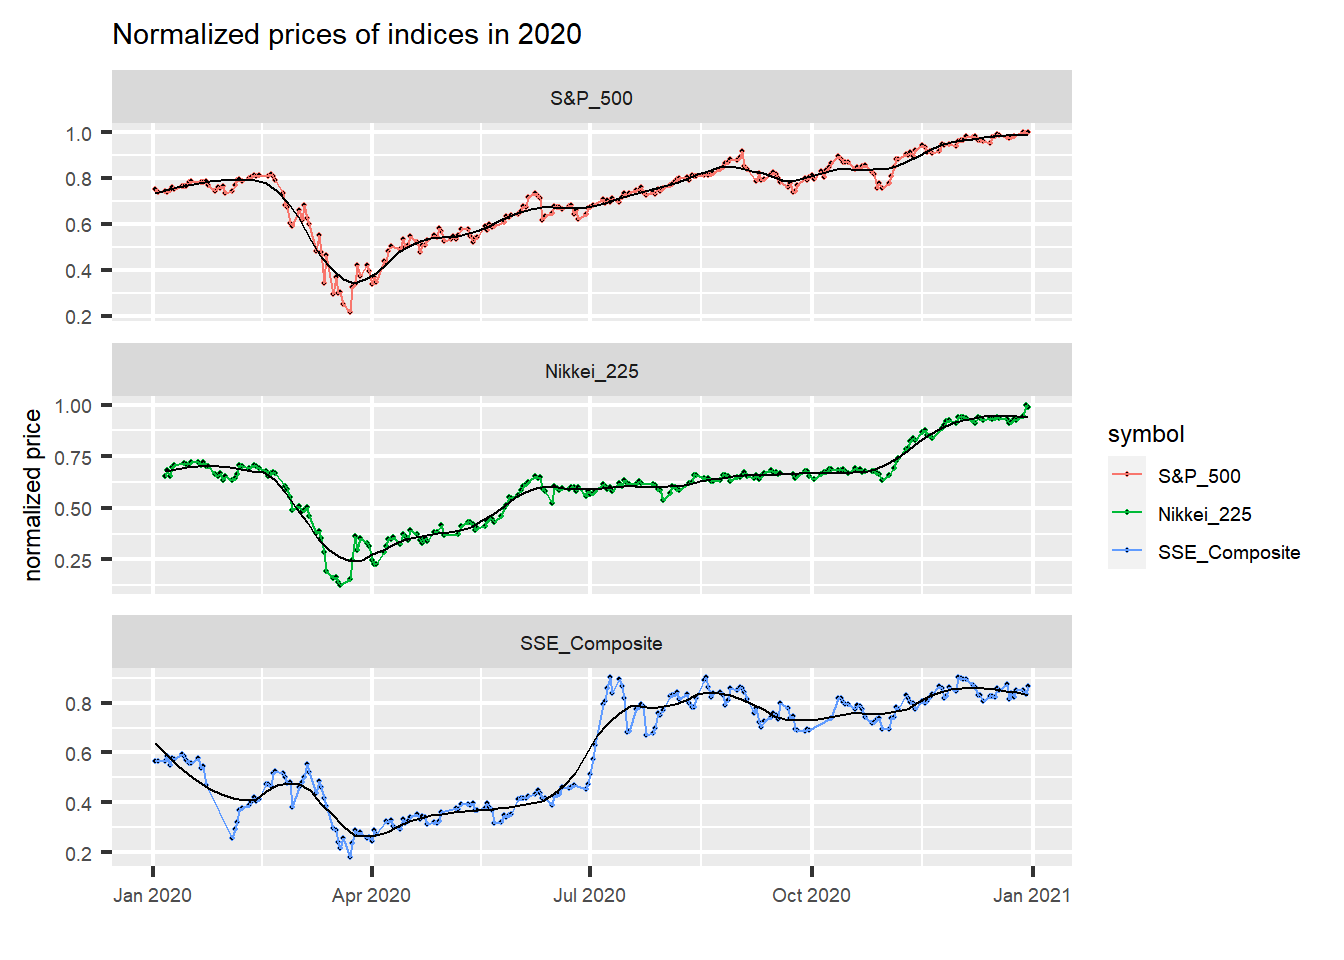 Normalized prices of indices in 2020
S&P_500
1.0
0.8
0.6
0.4
0.2
Nikkei_225
1.00
0.75
0.50
0.25
normalized price
SSE_Composite
0.8
0.6
0.4
0.2
Jan 2020 Apr 2020 Jul 2020 Oct 2020 Jan 2021
symbol
S&P_500
Nikkei_225
SSE_Composite